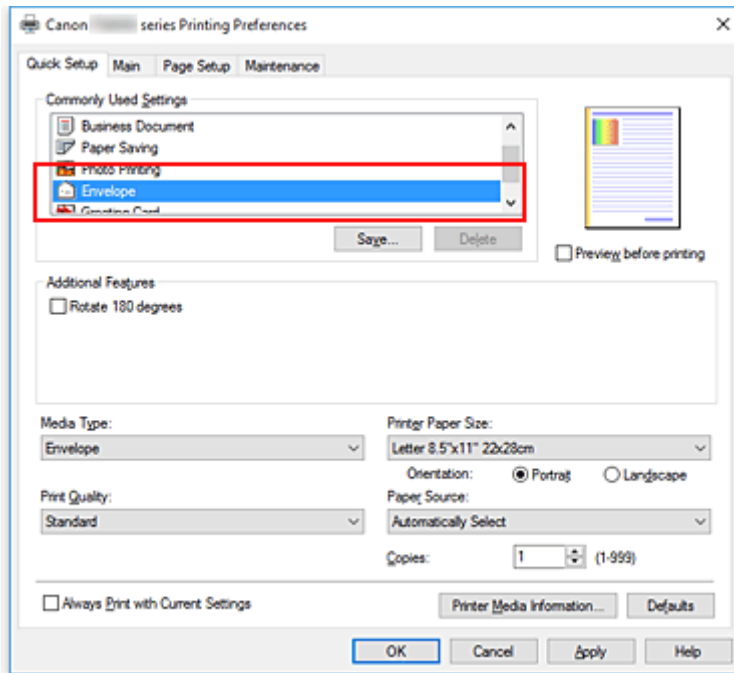 Canon series Printing Preferences
Quick Setup Main Page Setup Maintenance
Commonly Used Settings
Business Document
Paper Saving
Photo Printing
Envelope
Greeting Card
Save... Delete
Preview before printing
Additional Features
Rotate 180 degrees
Media Type: Printer Paper Size:
Envelope Letter 8.5"x11" 22x28cm
Orientation: Portrait Landscape
Print Quality: Paper Source:
Standard Automatically Select
Copies: 1 (1-999)
Always Print with Current Settings Printer Media Information... Defaults
OK Cancel Apply Help